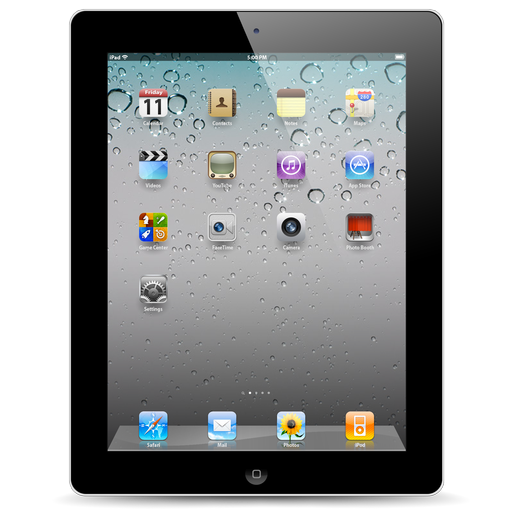 iPad 5:00 PM
Friday
11
Calendar Contacts Notes Maps
280
Videos YouTube iTunes App Store
Game Center FaceTime Camera Photo Booth
Settings
Safari Mail Photos iPod